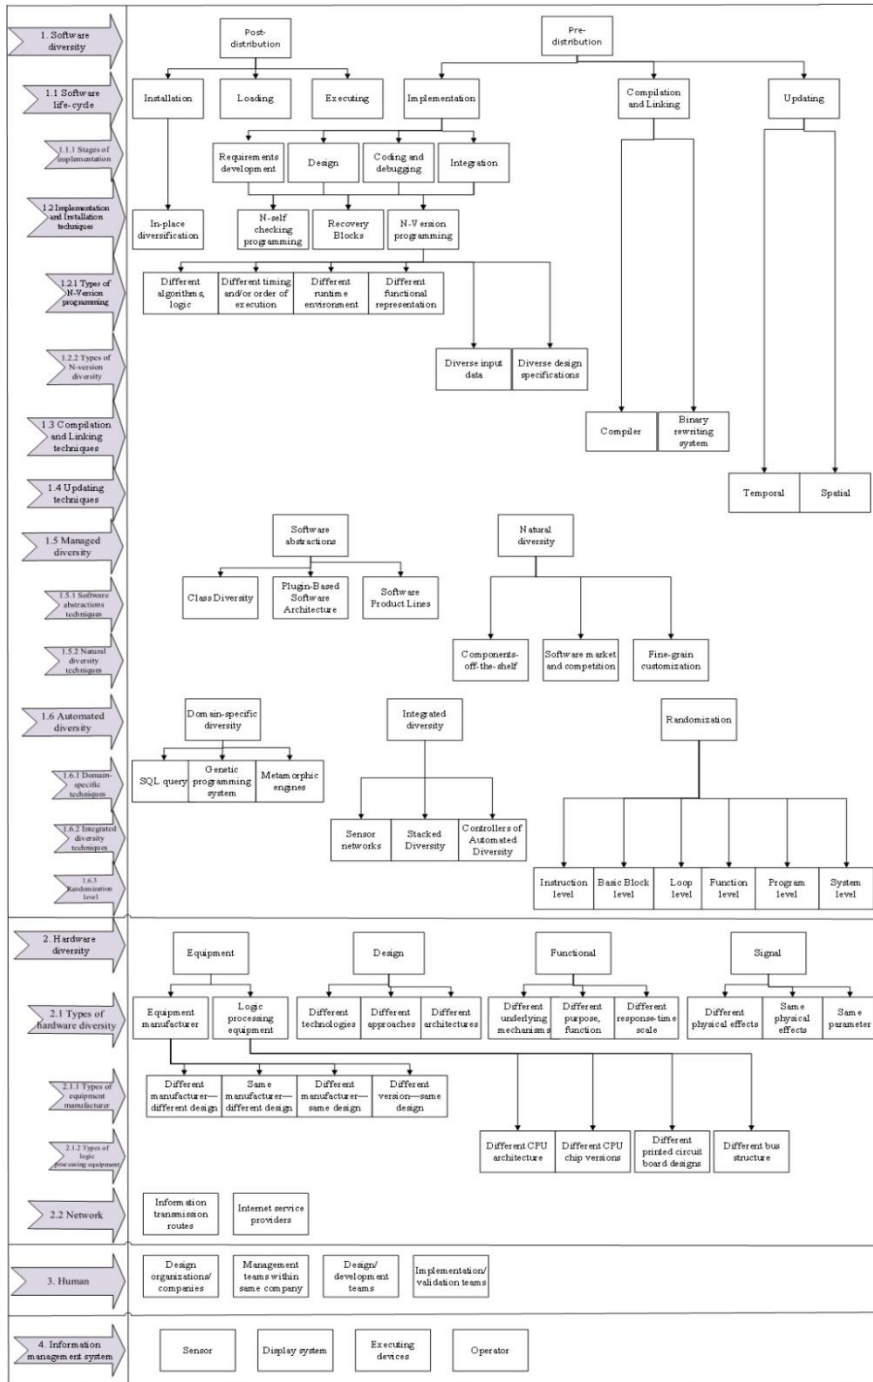 1. Software
diversity
Post-
distribution
Pre-
distribution
1.1 Software
life-cycle
Installation
Loading
Executing
Implementation
Compilation
and Linking
Updating
1.1.1 Stages of
implementation
Requirements
development
Design
Coding and
debugging
Integration
1.2 Implementation
and Installation
techniques
In-place
diversification
N-self
checking
programming
Recovery
Blocks
N-Version
programming
1.2.1 Types of
N-Version
programming
Different
algorithms,
logic
Different timing
and/or order of
execution
Different
runtime
environment
Different
functional
representation
1.2.2 Types of
N-version
diversity
Diverse input
data
Diverse design
specifications
1.3 Compilation
and Linking
techniques
Compiler
Binary
rewriting
system
1.4 Updating
techniques
Temporal
Spatial
1.5 Managed
diversity
Software
abstractions
Natural
diversity
1.5.1 Software
abstractions
techniques
Class Diversity
Plugin-Based
Software
Architecture
Software
Product Lines
1.5.2 Natural
diversity
techniques
Components-
off-the-shelf
Software market
and competition
Fine-grain
customization
1.6 Automated
diversity
Domain-specific
diversity
Integrated
diversity
Randomization
1.6.1 Domain-
specific
techniques
SQL query
Genetic
programming
system
Metamorphic
engines
1.6.2 Integrated
diversity
techniques
Sensor
networks
Stacked
Diversity
Controllers of
Automated
Diversity
1.6.3
Randomization
level
Instruction
level
Basic Block
level
Loop
level
Function
level
Program
level
System
level
2. Hardware
diversity
Equipment
Design
Functional
Signal
2.1 Types of
hardware diversity
Equipment
manufacturer
Logic
processing
equipment
Different
technologies
Different
approaches
Different
architectures
Different
underlying
mechanisms
Different
purpose,
function
Different
response-time
scale
Different
physical effects
Same
physical
effects
Same
parameter
2.1.1 Types of
equipment
manufacturer
Different
manufacturer—
different design
Same
manufacturer—
different design
Different
manufacturer—
same design
Different
version—same
design
2.1.2 Types of
logic
processing equipment
Different CPU
architecture
Different CPU
chip versions
Different
printed circuit
board designs
Different bus
structure
2.2 Network
Information
transmission
routes
Internet service
providers
3. Human
Design
organizations/
companies
Management
teams within
same company
Design/
development
teams
Implementation/
validation teams
4. Information
management system
Sensor
Display system
Executing
devices
Operator